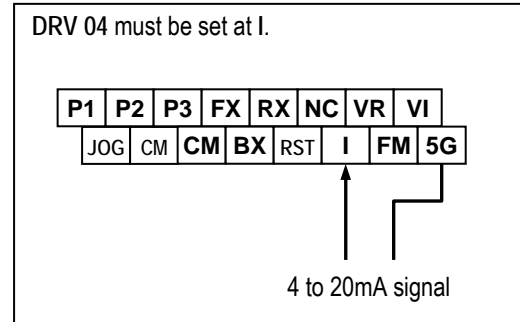 DRV 04 must be set at I.
P1 P2 P3 FX RX NC VR VI
JOG CM CM BX RST I FM 5G
4 to 20mA signal